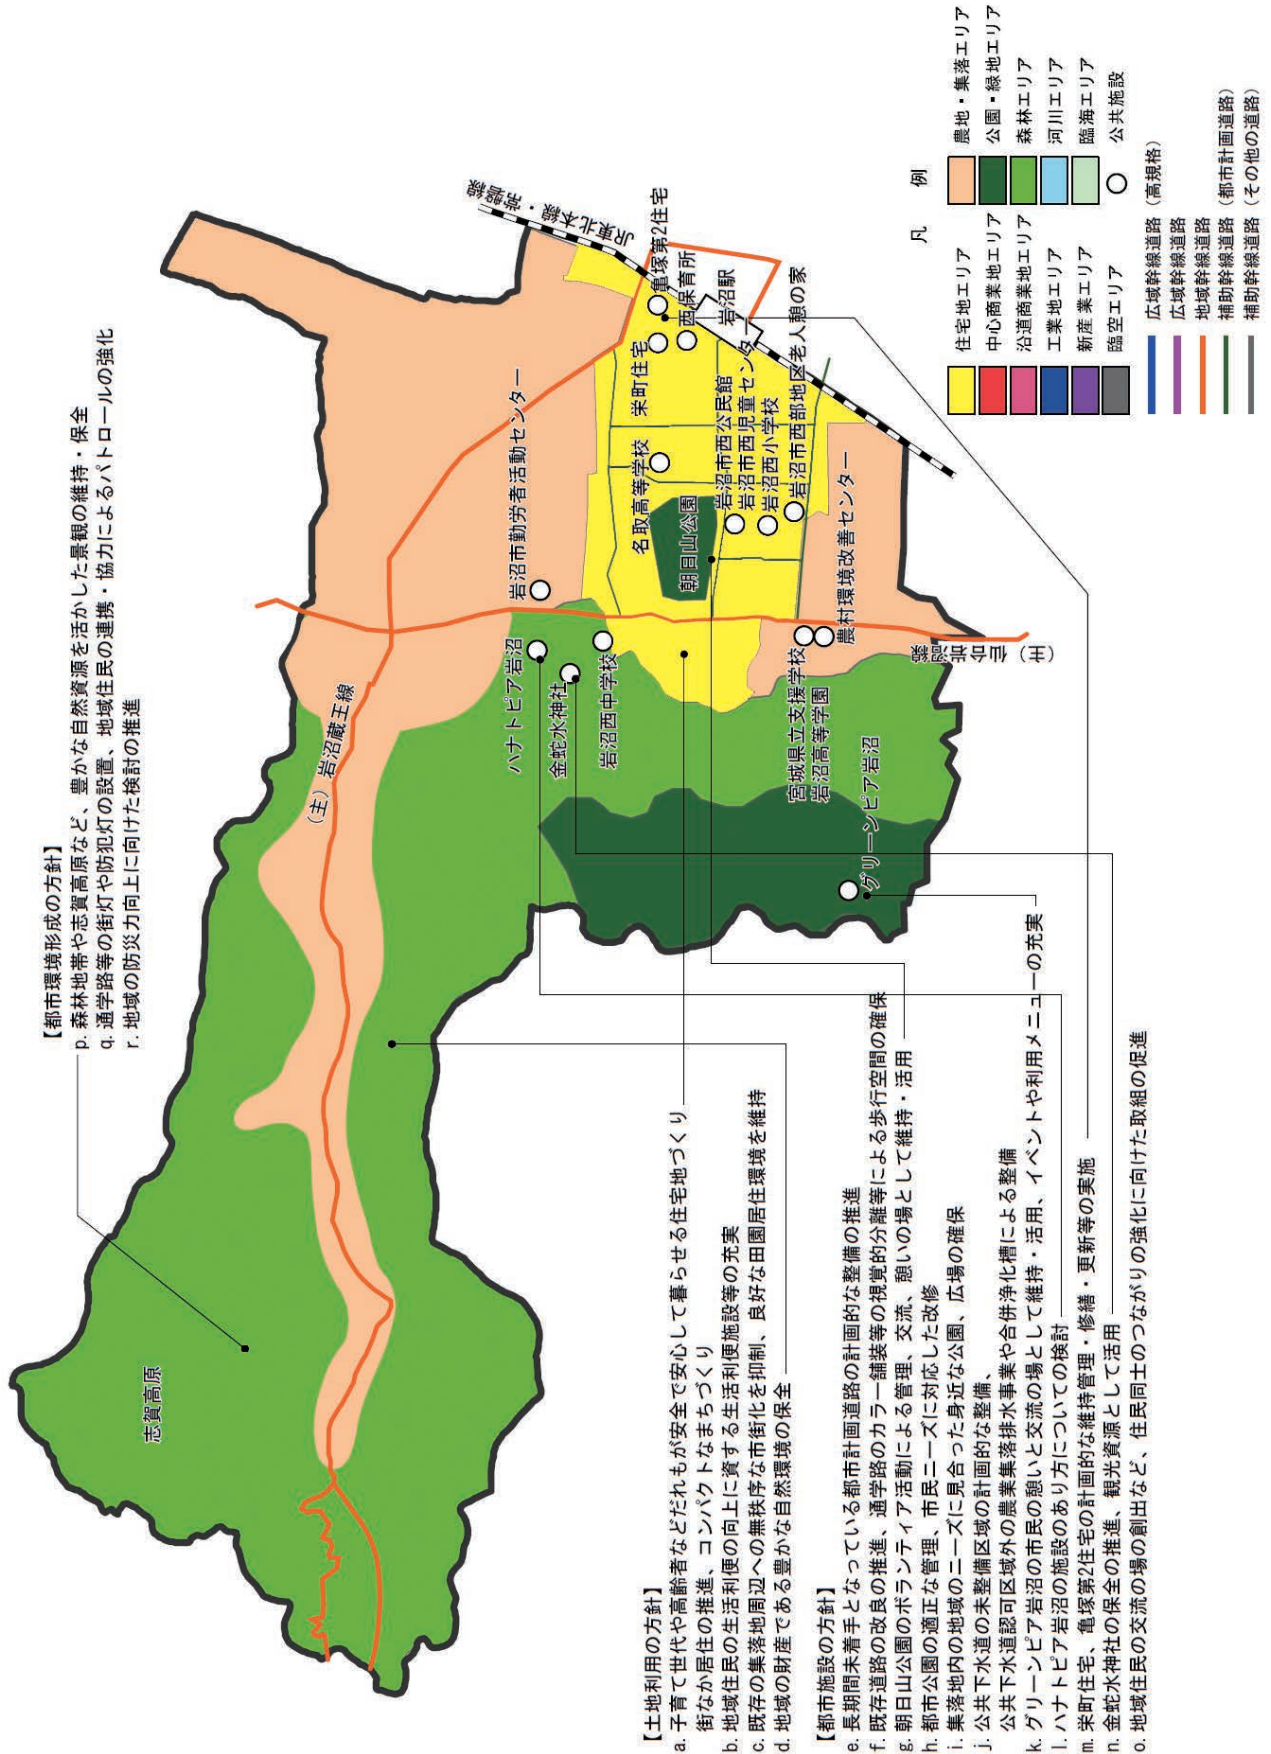 【都市環境形成の方針】
p. 森林地帯や志賀高原など、豊かな自然資源を活かした景観の維持・保全
q. 通学路等の街灯や防犯灯の設置、地域住民の連携・協力によるパトロールの強化
r. 地域の防災力向上に向けた検討の推進
志賀高原
(主) 岩沼蔵王線
JR東北本線・常磐線
亀塚第2住宅
西保育所
岩沼駅
栄町住宅
岩沼市勤労者活動センター
名取高等学校
朝日山公園
岩沼市西公民館
岩沼市西児童センター
岩沼西小学校
岩沼市西部地区老人憩の家
ハナトピア岩沼
金蛇水神社
岩沼西中学校
農村環境改善センター
宮城県立支援学校
岩沼高等学園
(主) 仙台岩沼線
グリーンピア岩沼
【土地利用の方針】
a. 子育て世代や高齢者などだれもが安全で安心して暮らせる住宅地づくり
街なか居住の推進、コンパクトなまちづくり
b. 地域住民の生活利便の向上に資する生活利便施設等の充実
c. 既存の集落地周辺への無秩序な市街化を抑制、良好な田園居住環境を維持
d. 地域の財産である豊かな自然環境の保全
【都市施設の方針】
e. 長期間未着手となっている都市計画道路の計画的な整備の推進
f. 既存道路の改良の推進、通学路のカラー舗装等の視覚的分離等による歩行空間の確保
g. 朝日山公園のボランティア活動による管理、交流、憩いの場として維持・活用
h. 都市公園の適正な管理、市民ニーズに対応した改修
i. 集落地内の地域のニーズに見合った身近な公園、広場の確保
j. 公共下水道の未整備区域の計画的な整備、
公共下水道認可区域外の農業集落排水事業や合併浄化槽による整備
k. グリーンピア岩沼の市民の憩いと交流の場として維持・活用、イベントや利用メニューの充実
l. ハナトピア岩沼の施設のあり方についての検討
m. 栄町住宅、亀塚第2住宅の計画的な維持管理・修繕・更新等の実施
n. 金蛇水神社の保全の推進、観光資源として活用
o. 地域住民の交流の場の創出など、住民同士のつながりの強化に向けた取組の促進
凡 例
住宅地エリア
中心商業地エリア
沿道商業地エリア
工業地エリア
新産業エリア
臨空エリア
農地・集落エリア
公園・緑地エリア
森林エリア
河川エリア
臨海エリア
公共施設
広域幹線道路 (高規格)
広域幹線道路
地域幹線道路
補助幹線道路 (都市計画道路)
補助幹線道路 (その他の道路)